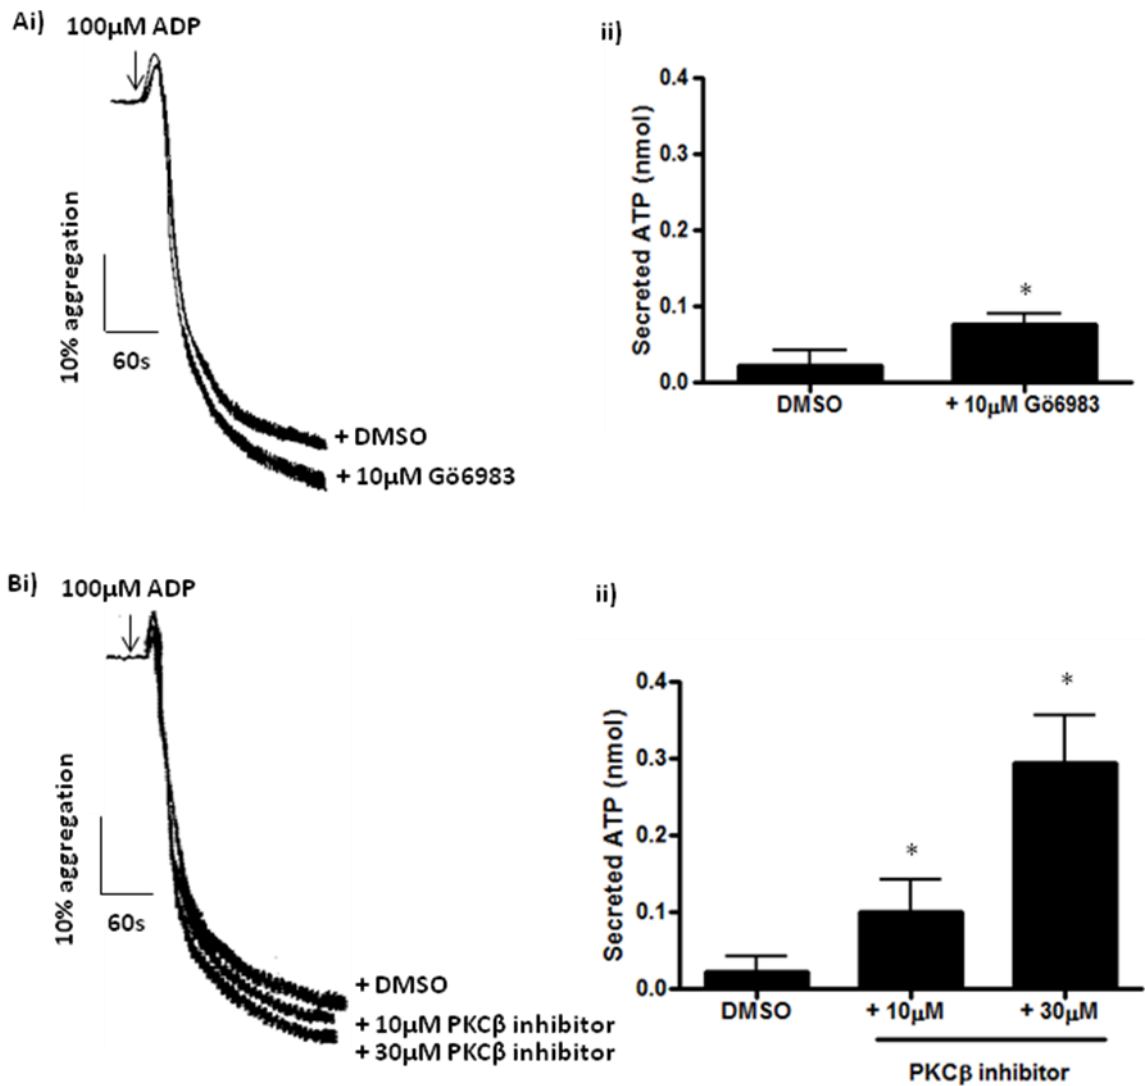 Ai)
100µM ADP
10% aggregation
60s
+ DMSO
+ 10µM Gö6983
ii)
Secreted ATP (nmol)
0.4
0.3
0.2
0.1
0.0
*
DMSO
+ 10µM Gö6983
Bi)
100µM ADP
10% aggregation
60s
+ DMSO
+ 10µM PKCβ inhibitor
+ 30µM PKCβ inhibitor
ii)
Secreted ATP (nmol)
0.4
0.3
0.2
0.1
0.0
*
*
DMSO
+ 10µM
+ 30µM
PKCβ inhibitor